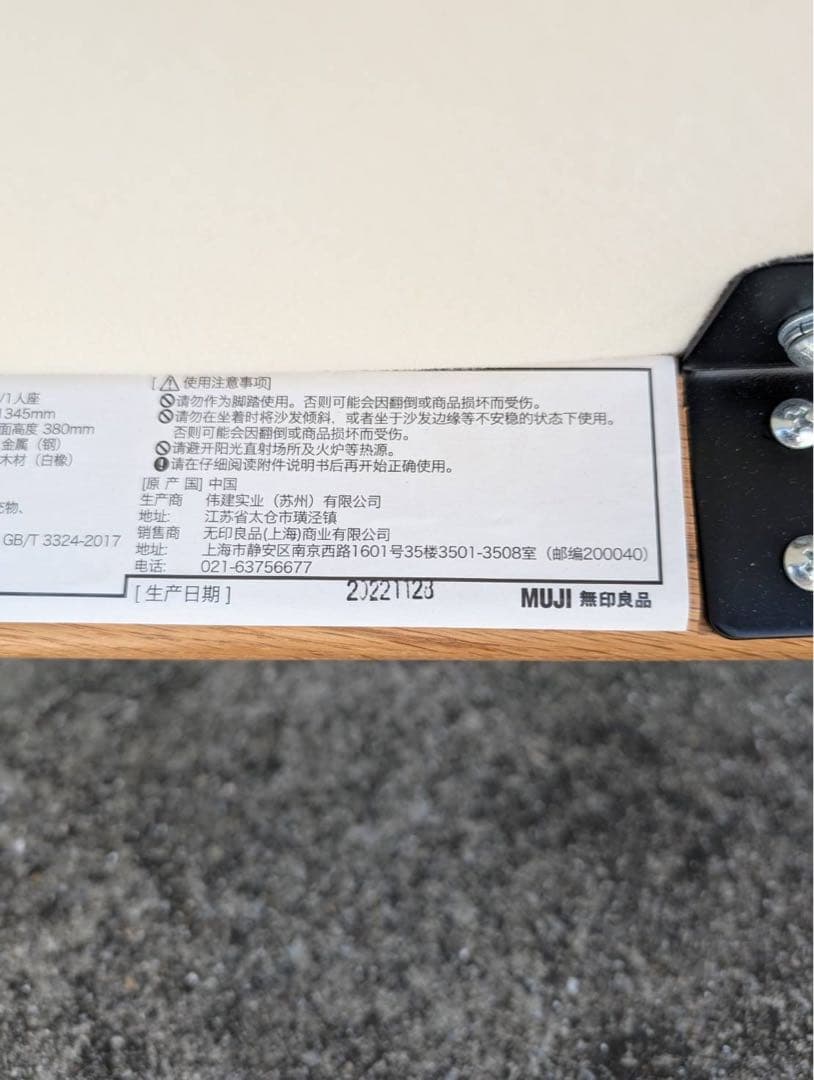 /1人座
1345mm
面高度 380mm
金属（钢）
木材（白橡）
充物、
GB/T 3324-2017
[⚠使用注意事项]
请勿作为脚踏使用。否则可能会因翻倒或商品损坏而受伤。
请勿在坐着时将沙发倾斜，或者坐于沙发边缘等不安稳的状态下使用。
否则可能会因翻倒或商品损坏而受伤。
请避开阳光直射场所及火炉等热源。
请在仔细阅读附件说明书后再开始正确使用。
[原 产 国] 中国
生产商 伟建实业（苏州）有限公司
地址: 江苏省太仓市璜泾镇
销售商 无印良品(上海)商业有限公司
地址: 上海市静安区南京西路1601号35楼3501-3508室（邮编200040）
电话: 021-63756677
[ 生产日期 ] 20221123
MUJI 無印良品